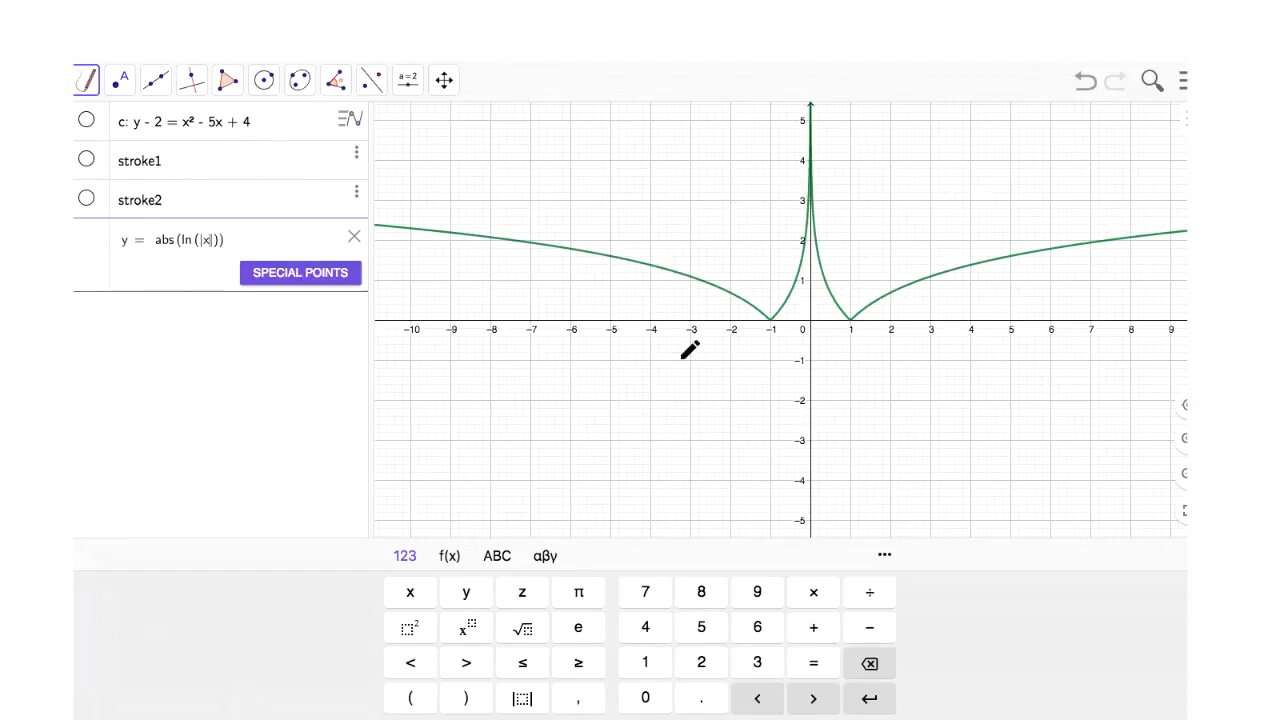 A
a=2
c: y - 2 = x² - 5x + 4
stroke1
stroke2
y = abs(ln(|x|))
SPECIAL POINTS
5
4
3
2
1
-10 -9 -8 -7 -6 -5 -4 -3 -2 -1 0 1 2 3 4 5 6 7 8 9
-1
-2
-3
-4
-5
123 f(x) ABC αβγ
x y z π 7 8 9 × ÷
² x √ e 4 5 6 + −
< > ≤ ≥ 1 2 3 =
( ) | | , 0 . < >